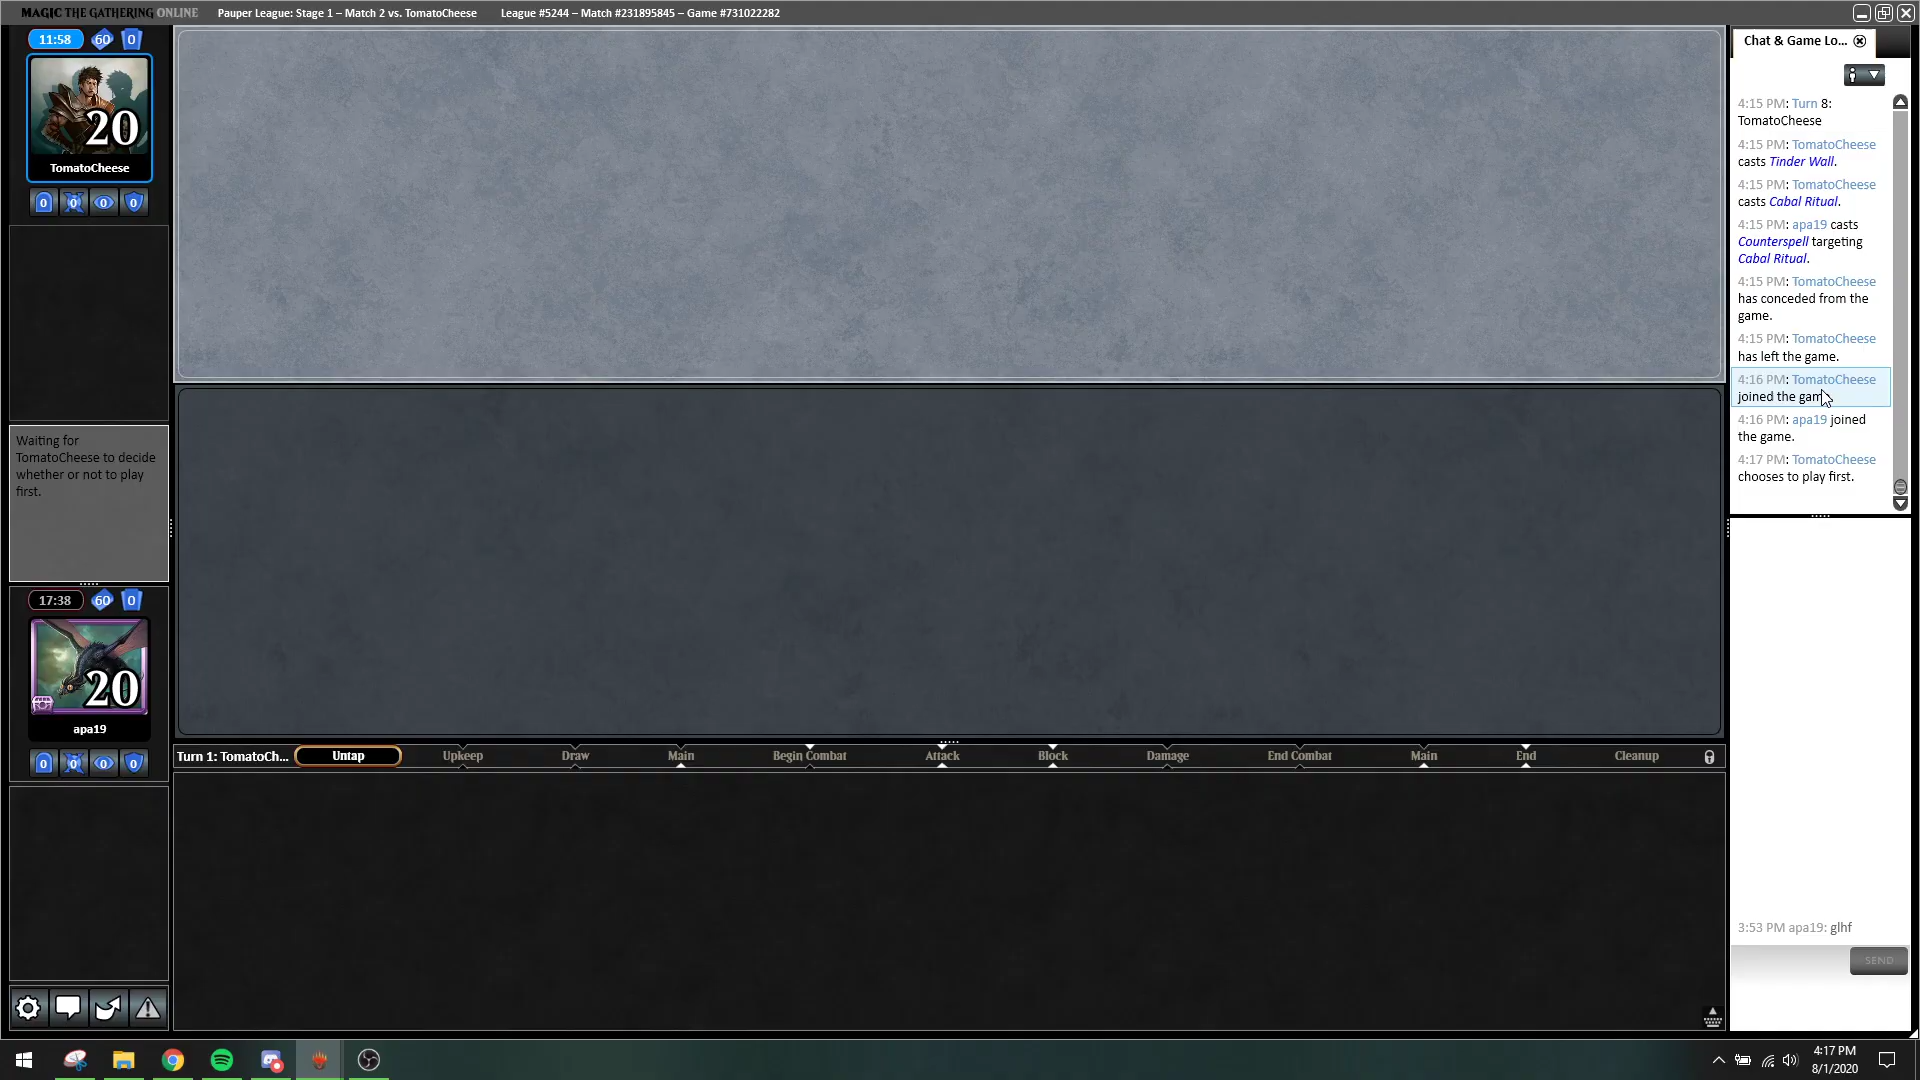 MAGIC THE GATHERING ONLINE
Pauper League: Stage 1 – Match 2 vs. TomatoCheese
League #5244 – Match #231895845 – Game #731022282
11:58
60
0
20
TomatoCheese
0 0 0 0
Waiting for
TomatoCheese to decide
whether or not to play
first.
17:38
60
0
20
apa19
0 0 0 0
Turn 1: TomatoCh...
Untap
Upkeep
Draw
Main
Begin Combat
Attack
Block
Damage
End Combat
Main
End
Cleanup
Chat & Game Lo...
4:15 PM: Turn 8:
TomatoCheese
4:15 PM: TomatoCheese
casts Tinder Wall.
4:15 PM: TomatoCheese
casts Cabal Ritual.
4:15 PM: apa19 casts
Counterspell targeting
Cabal Ritual.
4:15 PM: TomatoCheese
has conceded from the
game.
4:15 PM: TomatoCheese
has left the game.
4:16 PM: TomatoCheese
joined the game.
4:16 PM: apa19 joined
the game.
4:17 PM: TomatoCheese
chooses to play first.
3:53 PM apa19: glhf
SEND
4:17 PM
8/1/2020